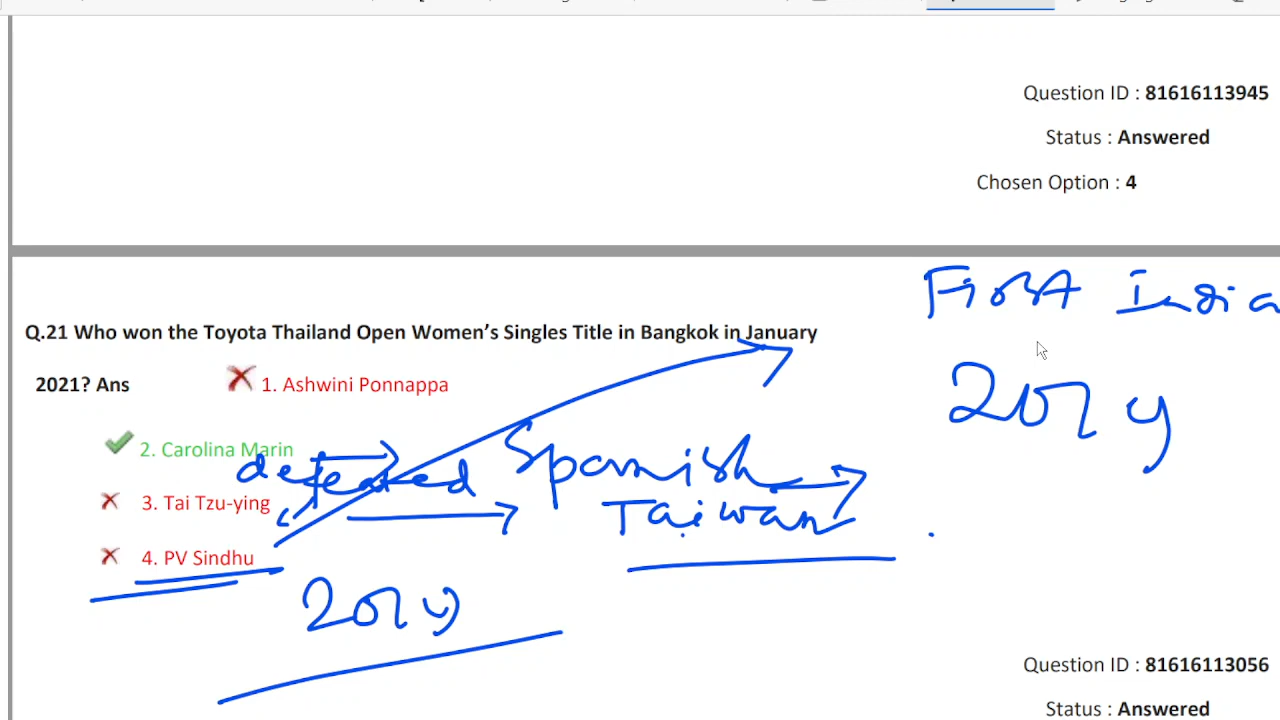 Question ID : 81616113945
Status : Answered
Chosen Option : 4
First India
Q.21 Who won the Toyota Thailand Open Women's Singles Title in Bangkok in January
2021? Ans
1. Ashwini Ponnappa
2. Carolina Marin
defeated Spanish
3. Tai Tzu-ying
Taiwan
4. PV Sindhu
Question ID : 81616113056
Status : Answered